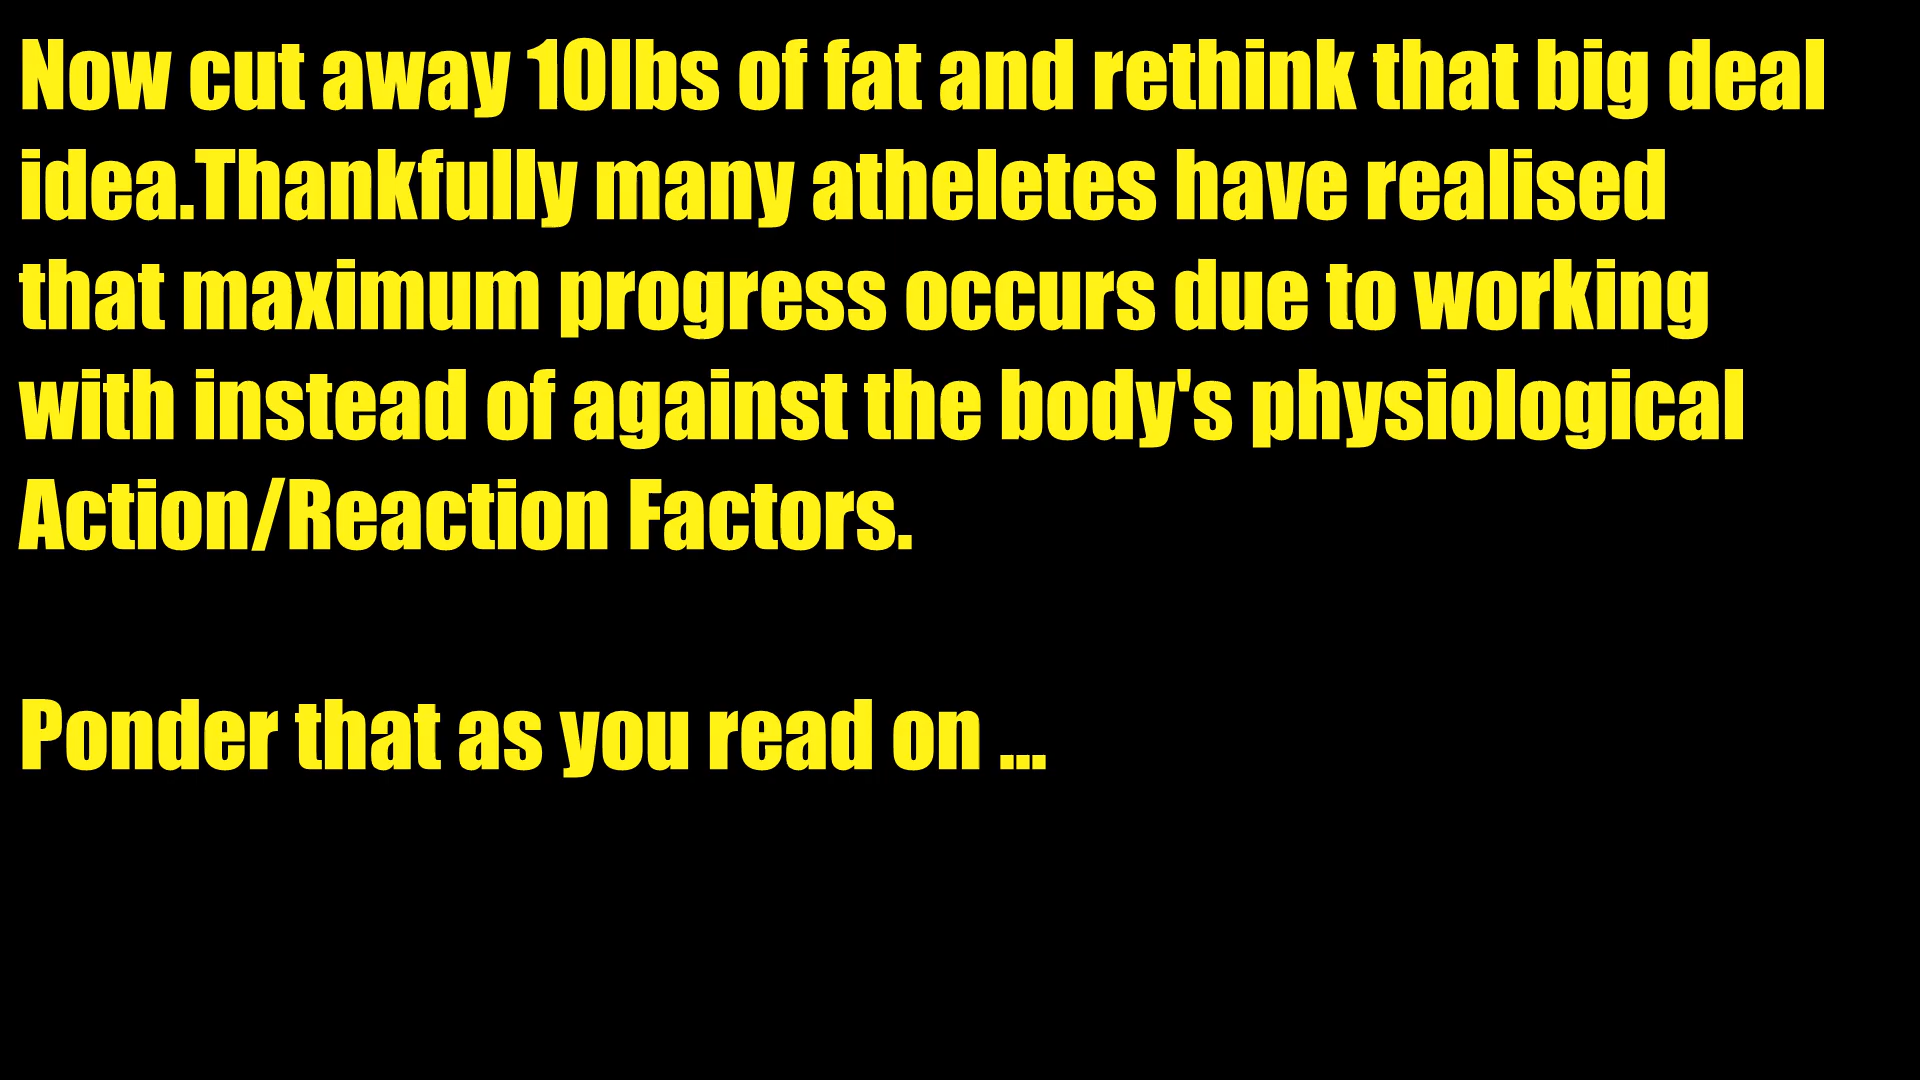 Now cut away 10lbs of fat and rethink that big deal
idea.Thankfully many atheletes have realised
that maximum progress occurs due to working
with instead of against the body's physiological
Action/Reaction Factors.
Ponder that as you read on ...